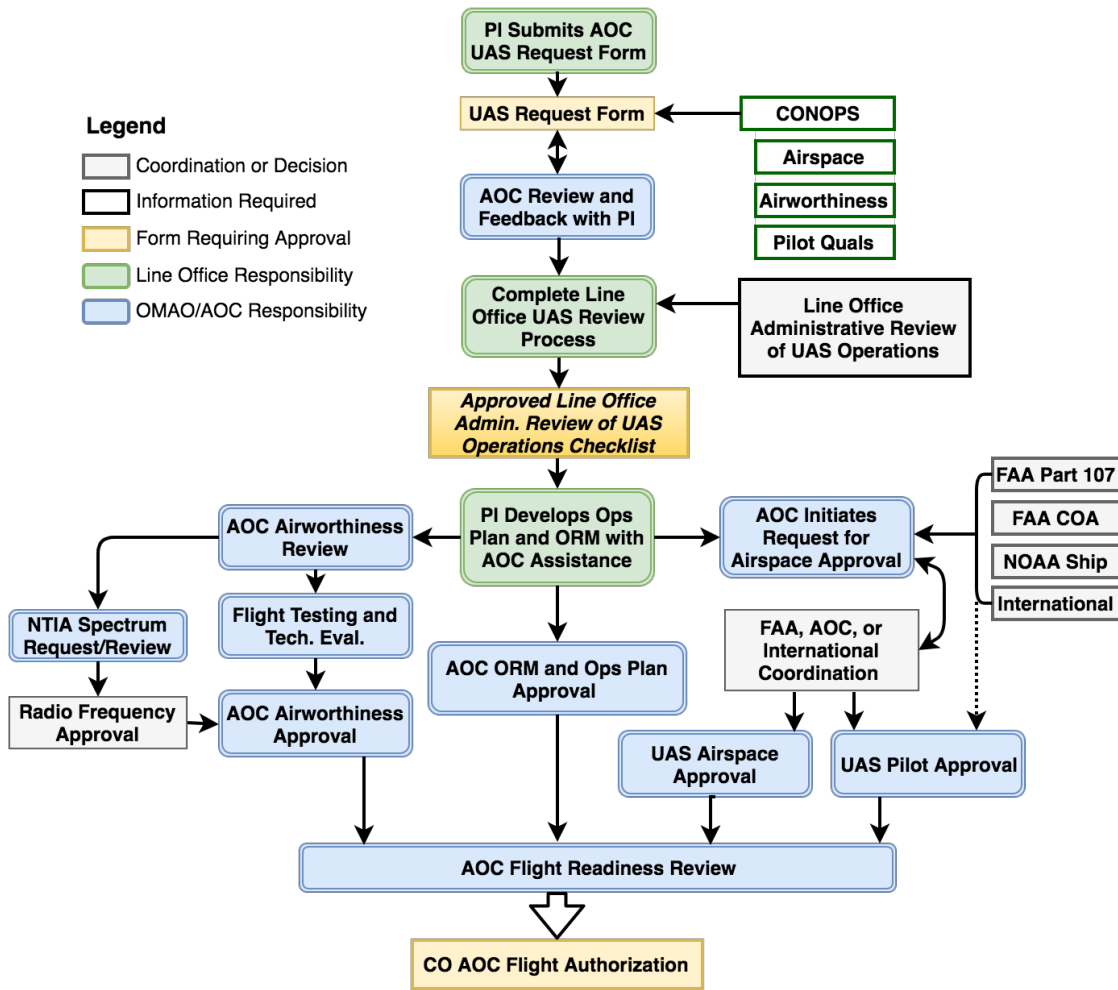 PI Submits AOC
UAS Request Form
UAS Request Form
CONOPS
Airspace
Airworthiness
Pilot Quals
Legend
Coordination or Decision
Information Required
Form Requiring Approval
Line Office Responsibility
OMAO/AOC Responsibility
AOC Review and
Feedback with PI
Complete Line
Office UAS Review
Process
Line Office
Administrative Review
of UAS Operations
Approved Line Office
Admin. Review of UAS
Operations Checklist
AOC Airworthiness
Review
PI Develops Ops
Plan and ORM with
AOC Assistance
AOC Initiates
Request for
Airspace Approval
FAA Part 107
FAA COA
NOAA Ship
International
NTIA Spectrum
Request/Review
Flight Testing and
Tech. Eval.
AOC ORM and Ops Plan
Approval
FAA, AOC, or
International
Coordination
Radio Frequency
Approval
AOC Airworthiness
Approval
UAS Airspace
Approval
UAS Pilot Approval
AOC Flight Readiness Review
CO AOC Flight Authorization